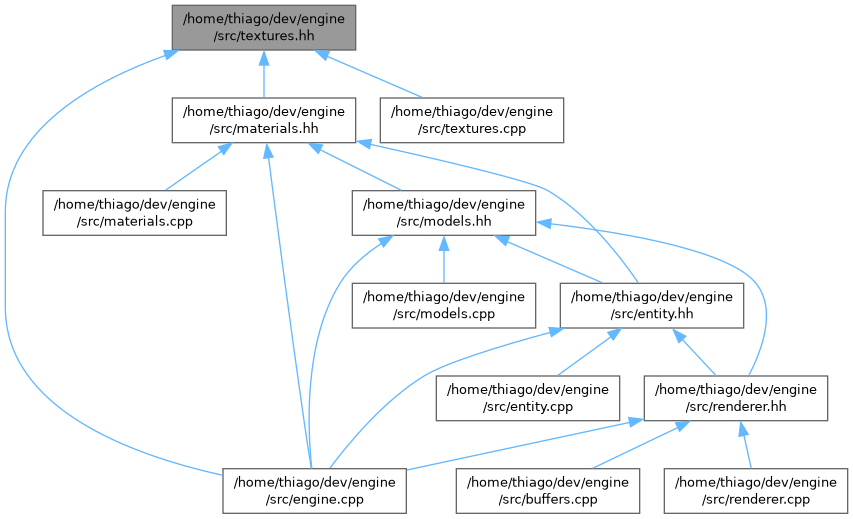 /home/thiago/dev/engine
/src/textures.hh
/home/thiago/dev/engine
/src/materials.hh
/home/thiago/dev/engine
/src/textures.cpp
/home/thiago/dev/engine
/src/materials.cpp
/home/thiago/dev/engine
/src/models.hh
/home/thiago/dev/engine
/src/models.cpp
/home/thiago/dev/engine
/src/entity.hh
/home/thiago/dev/engine
/src/entity.cpp
/home/thiago/dev/engine
/src/renderer.hh
/home/thiago/dev/engine
/src/engine.cpp
/home/thiago/dev/engine
/src/buffers.cpp
/home/thiago/dev/engine
/src/renderer.cpp